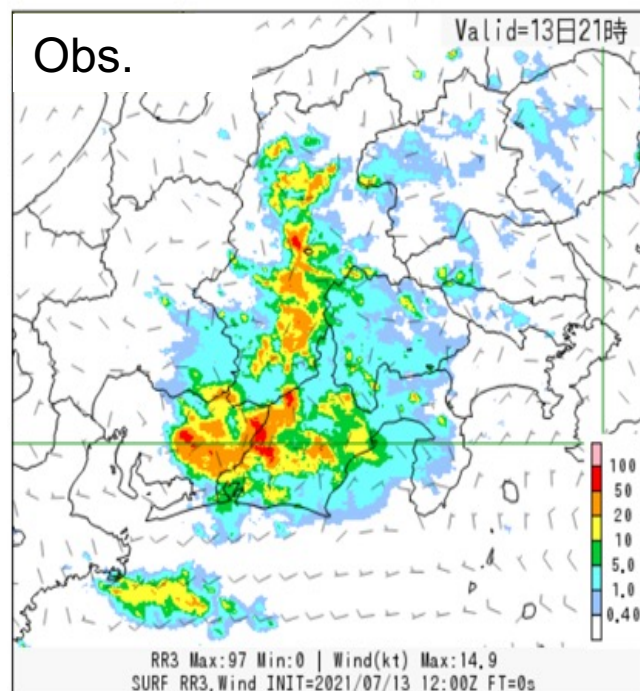 Valid=13日21時
Obs.
100
50
20
10
5.0
1.0
0.40
RR3 Max:97 Min:0 | Wind(kt) Max:14.9
SURF RR3,Wind INIT=2021/07/13 12:00Z FT=0s